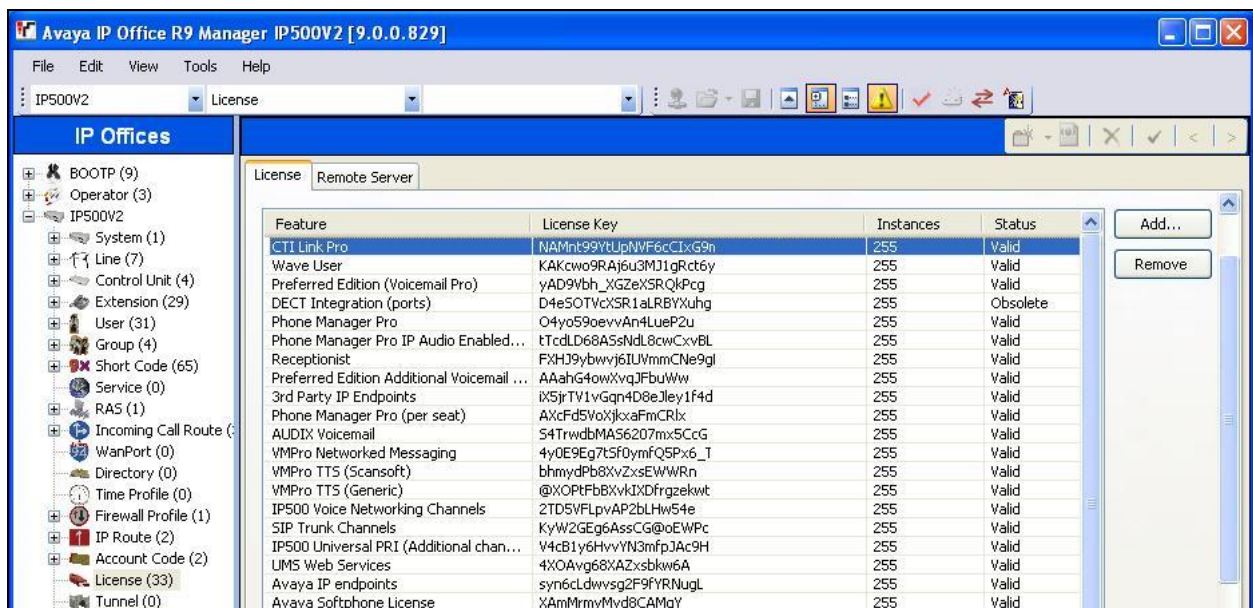 Avaya IP Office R9 Manager IP500V2 [9.0.0.829]
File Edit View Tools Help
IP500V2 License
IP Offices
BOOTP (9)
Operator (3)
IP500V2
System (1)
Line (7)
Control Unit (4)
Extension (29)
User (31)
Group (4)
Short Code (65)
Service (0)
RAS (1)
Incoming Call Route (
WanPort (0)
Directory (0)
Time Profile (0)
Firewall Profile (1)
IP Route (2)
Account Code (2)
License (33)
Tunnel (0)
License Remote Server
Feature License Key Instances Status
CTI Link Pro NAMnt99YtUpNVF6cCIxG9n 255 Valid
Wave User KAKcwo9RAj6u3MJ1gRct6y 255 Valid
Preferred Edition (Voicemail Pro) yAD9Vbh_XGZeXSRQkPcg 255 Valid
DECT Integration (ports) D4eSOTVcXSR1aLRBYXuhg 255 Obsolete
Phone Manager Pro O4yo59oevvAn4LueP2u 255 Valid
Phone Manager Pro IP Audio Enabled... tTcdLD68ASsNdL8cwCxvBL 255 Valid
Receptionist FXHJ9ybwvj6IUVmmCNe9gI 255 Valid
Preferred Edition Additional Voicemail ... AAahG4owXvqJFbuWw 255 Valid
3rd Party IP Endpoints iX5jrTV1vGqn4D8eJley1f4d 255 Valid
Phone Manager Pro (per seat) AXcFd5VoXjkxaFmCRlx 255 Valid
AUDIX Voicemail S4TrwdbMAS6207mx5CcG 255 Valid
VMPro Networked Messaging 4y0E9Eg7tSf0ymfQ5Px6_T 255 Valid
VMPro TTS (Scansoft) bhmydPb8XvZxsEWWRn 255 Valid
VMPro TTS (Generic) @XOPtFbBXvkIXDfrgzekwt 255 Valid
IP500 Voice Networking Channels 2TD5VFLpvAP2bLHw54e 255 Valid
SIP Trunk Channels KyW2GEg6AssCG@oEWPc 255 Valid
IP500 Universal PRI (Additional chan... V4cB1y6HvvYN3mfpJAc9H 255 Valid
UMS Web Services 4XOAvg68XAZxsbkw6A 255 Valid
Avaya IP endpoints syn6cLdwvsg2F9fYRNugL 255 Valid
Avaya Softphone License XAmMrmyMyd8CAMgY 255 Valid
Add...
Remove